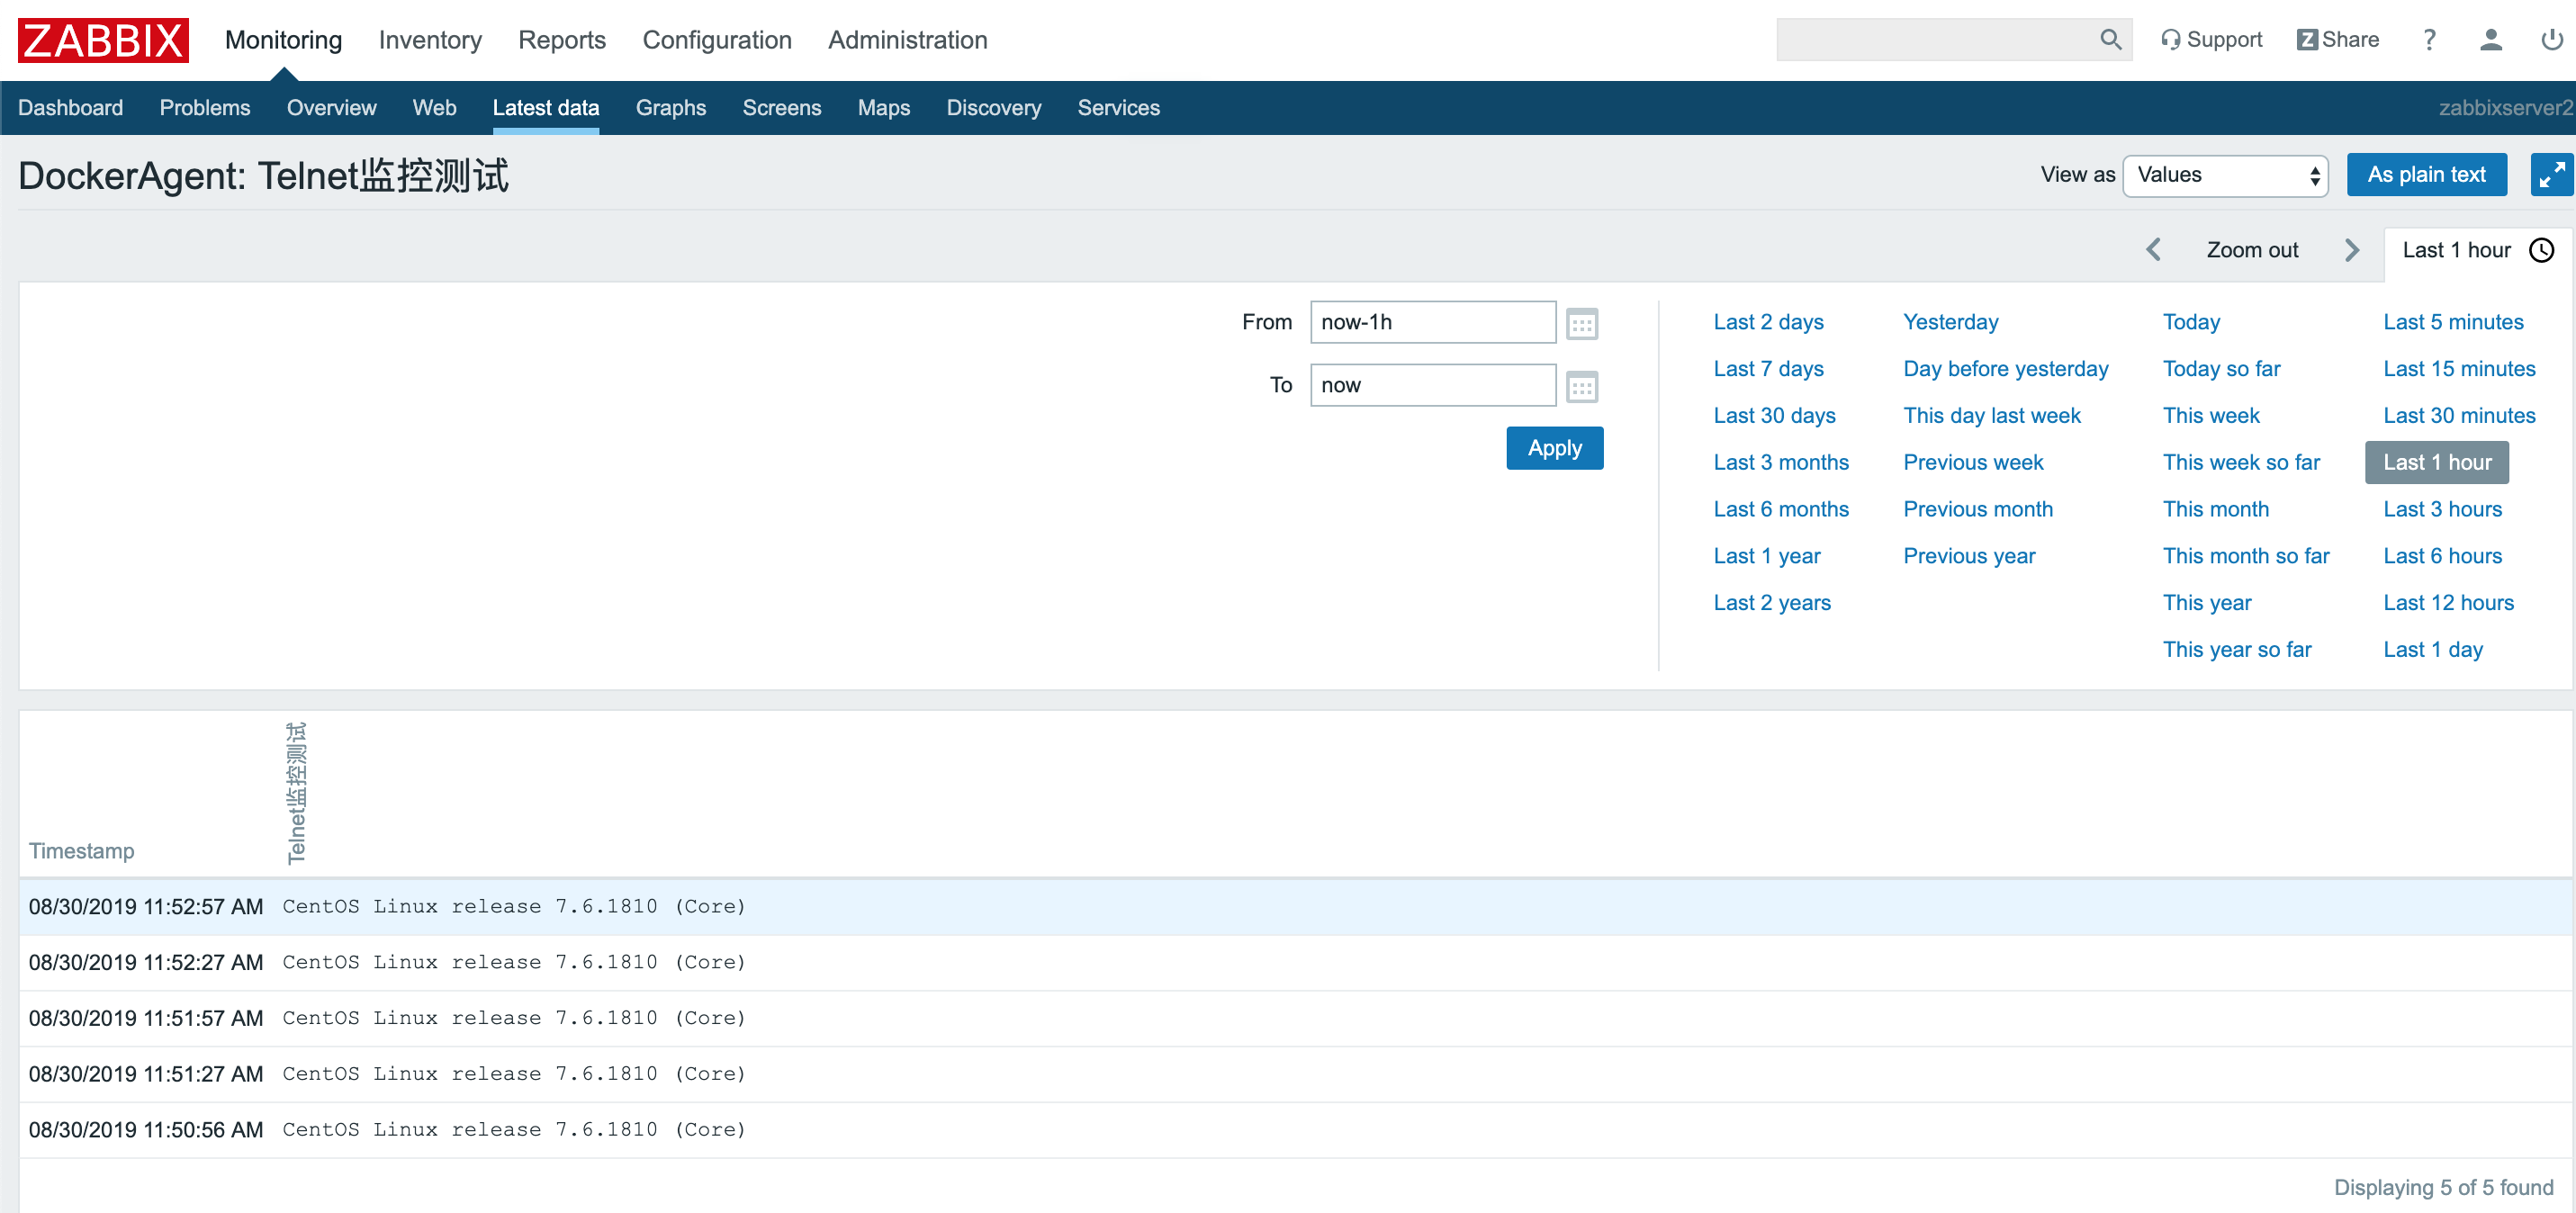 ZABBIX Monitoring Inventory Reports Configuration Administration Support Z Share ?
Dashboard Problems Overview Web Latest data Graphs Screens Maps Discovery Services zabbixserver2
DockerAgent: Telnet监控测试 View as Values As plain text
Zoom out Last 1 hour
From now-1h Last 2 days Yesterday Today Last 5 minutes
Last 7 days Day before yesterday Today so far Last 15 minutes
To now
Last 30 days This day last week This week Last 30 minutes
Apply
Last 3 months Previous week This week so far Last 1 hour
Last 6 months Previous month This month Last 3 hours
Last 1 year Previous year This month so far Last 6 hours
Last 2 years This year Last 12 hours
This year so far Last 1 day
Timestamp Telnet监控测试
08/30/2019 11:52:57 AM CentOS Linux release 7.6.1810 (Core)
08/30/2019 11:52:27 AM CentOS Linux release 7.6.1810 (Core)
08/30/2019 11:51:57 AM CentOS Linux release 7.6.1810 (Core)
08/30/2019 11:51:27 AM CentOS Linux release 7.6.1810 (Core)
08/30/2019 11:50:56 AM CentOS Linux release 7.6.1810 (Core)
Displaying 5 of 5 found